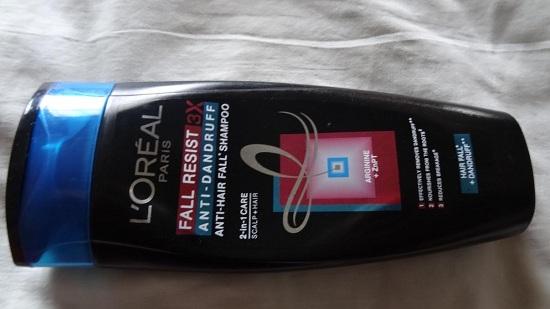 L'ORÉAL
PARIS
FALL RESIST 3X
ANTI-DANDRUFF
ANTI-HAIR FALL* SHAMPOO
2-in-1 CARE
SCALP+HAIR
ARGININE
+ ZnPT
1 EFFECTIVELY REMOVES DANDRUFF**
2 NOURISHES FROM THE ROOTS
3 REDUCES BREAKAGE*
HAIR FALL*
+ DANDRUFF**